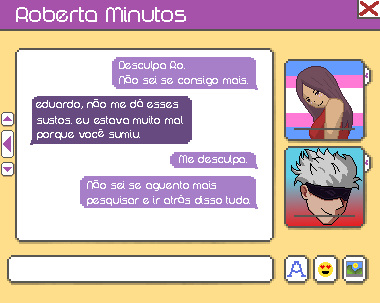 Roberta Minutos
Desculpa Ro.
Não sei se consigo mais.
eduardo, não me dá esses
sustos. eu estava muito mal
porque você sumiu.
Me desculpa.
Não sei se aguento mais
pesquisar e ir atrás disso tudo.
A